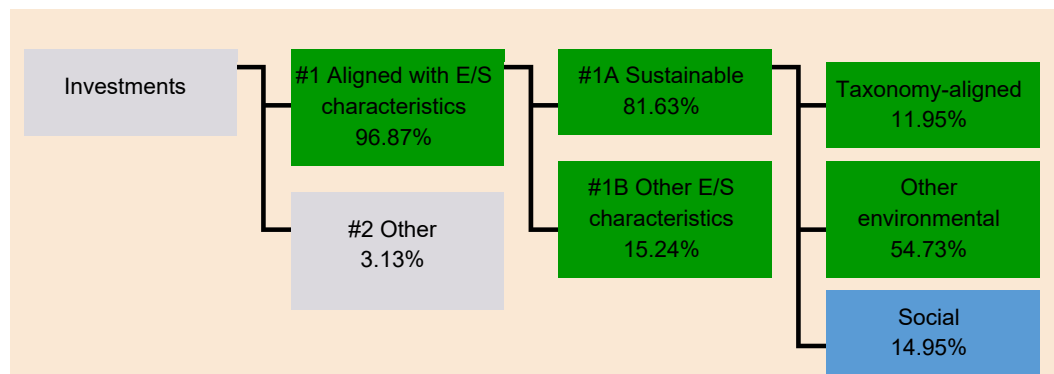 Investments
#1 Aligned with E/S
characteristics
96.87%
#2 Other
3.13%
#1A Sustainable
81.63%
#1B Other E/S
characteristics
15.24%
Taxonomy-aligned
11.95%
Other
environmental
54.73%
Social
14.95%